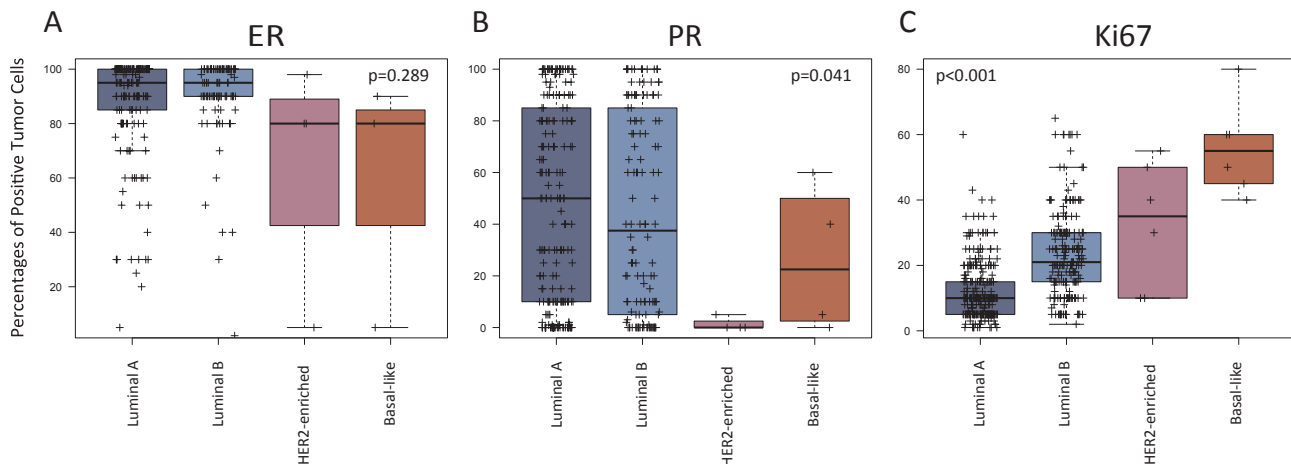 A
ER
Percentages of Positive Tumor Cells
100
80
60
40
20
p=0.289
Luminal A
Luminal B
HER2-enriched
Basal-like
B
PR
100
80
60
40
20
0
p=0.041
Luminal A
Luminal B
HER2-enriched
Basal-like
C
Ki67
80
60
40
20
0
p<0.001
Luminal A
Luminal B
HER2-enriched
Basal-like